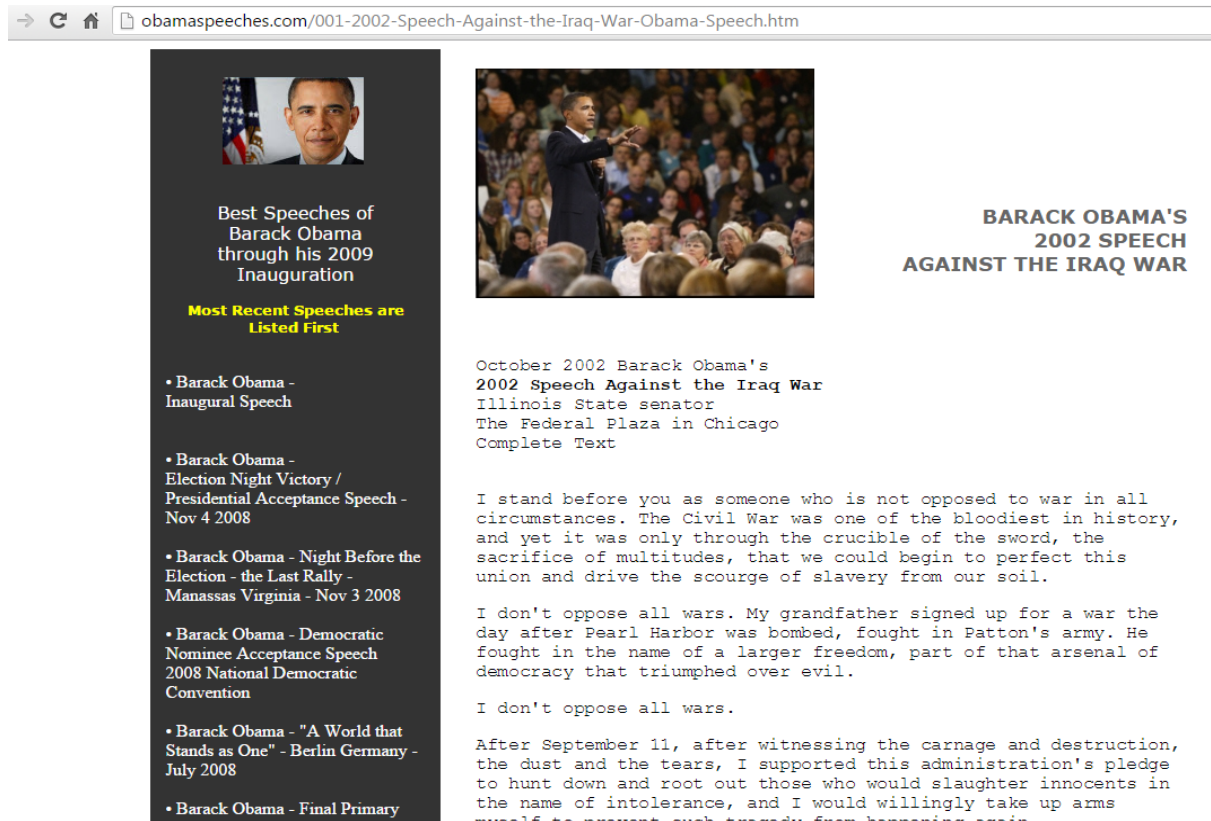 obamaspeeches.com/001-2002-Speech-Against-the-Iraq-War-Obama-Speech.htm
Best Speeches of
Barack Obama
through his 2009
Inauguration
Most Recent Speeches are
Listed First
• Barack Obama -
Inaugural Speech
• Barack Obama -
Election Night Victory /
Presidential Acceptance Speech -
Nov 4 2008
• Barack Obama - Night Before the
Election - the Last Rally -
Manassas Virginia - Nov 3 2008
• Barack Obama - Democratic
Nominee Acceptance Speech
2008 National Democratic
Convention
• Barack Obama - "A World that
Stands as One" - Berlin Germany -
July 2008
• Barack Obama - Final Primary
BARACK OBAMA'S
2002 SPEECH
AGAINST THE IRAQ WAR
October 2002 Barack Obama's
2002 Speech Against the Iraq War
Illinois State senator
The Federal Plaza in Chicago
Complete Text
I stand before you as someone who is not opposed to war in all
circumstances. The Civil War was one of the bloodiest in history,
and yet it was only through the crucible of the sword, the
sacrifice of multitudes, that we could begin to perfect this
union and drive the scourge of slavery from our soil.
I don't oppose all wars. My grandfather signed up for a war the
day after Pearl Harbor was bombed, fought in Patton's army. He
fought in the name of a larger freedom, part of that arsenal of
democracy that triumphed over evil.
I don't oppose all wars.
After September 11, after witnessing the carnage and destruction,
the dust and the tears, I supported this administration's pledge
to hunt down and root out those who would slaughter innocents in
the name of intolerance, and I would willingly take up arms
myself to prevent such tragedy from happening again.